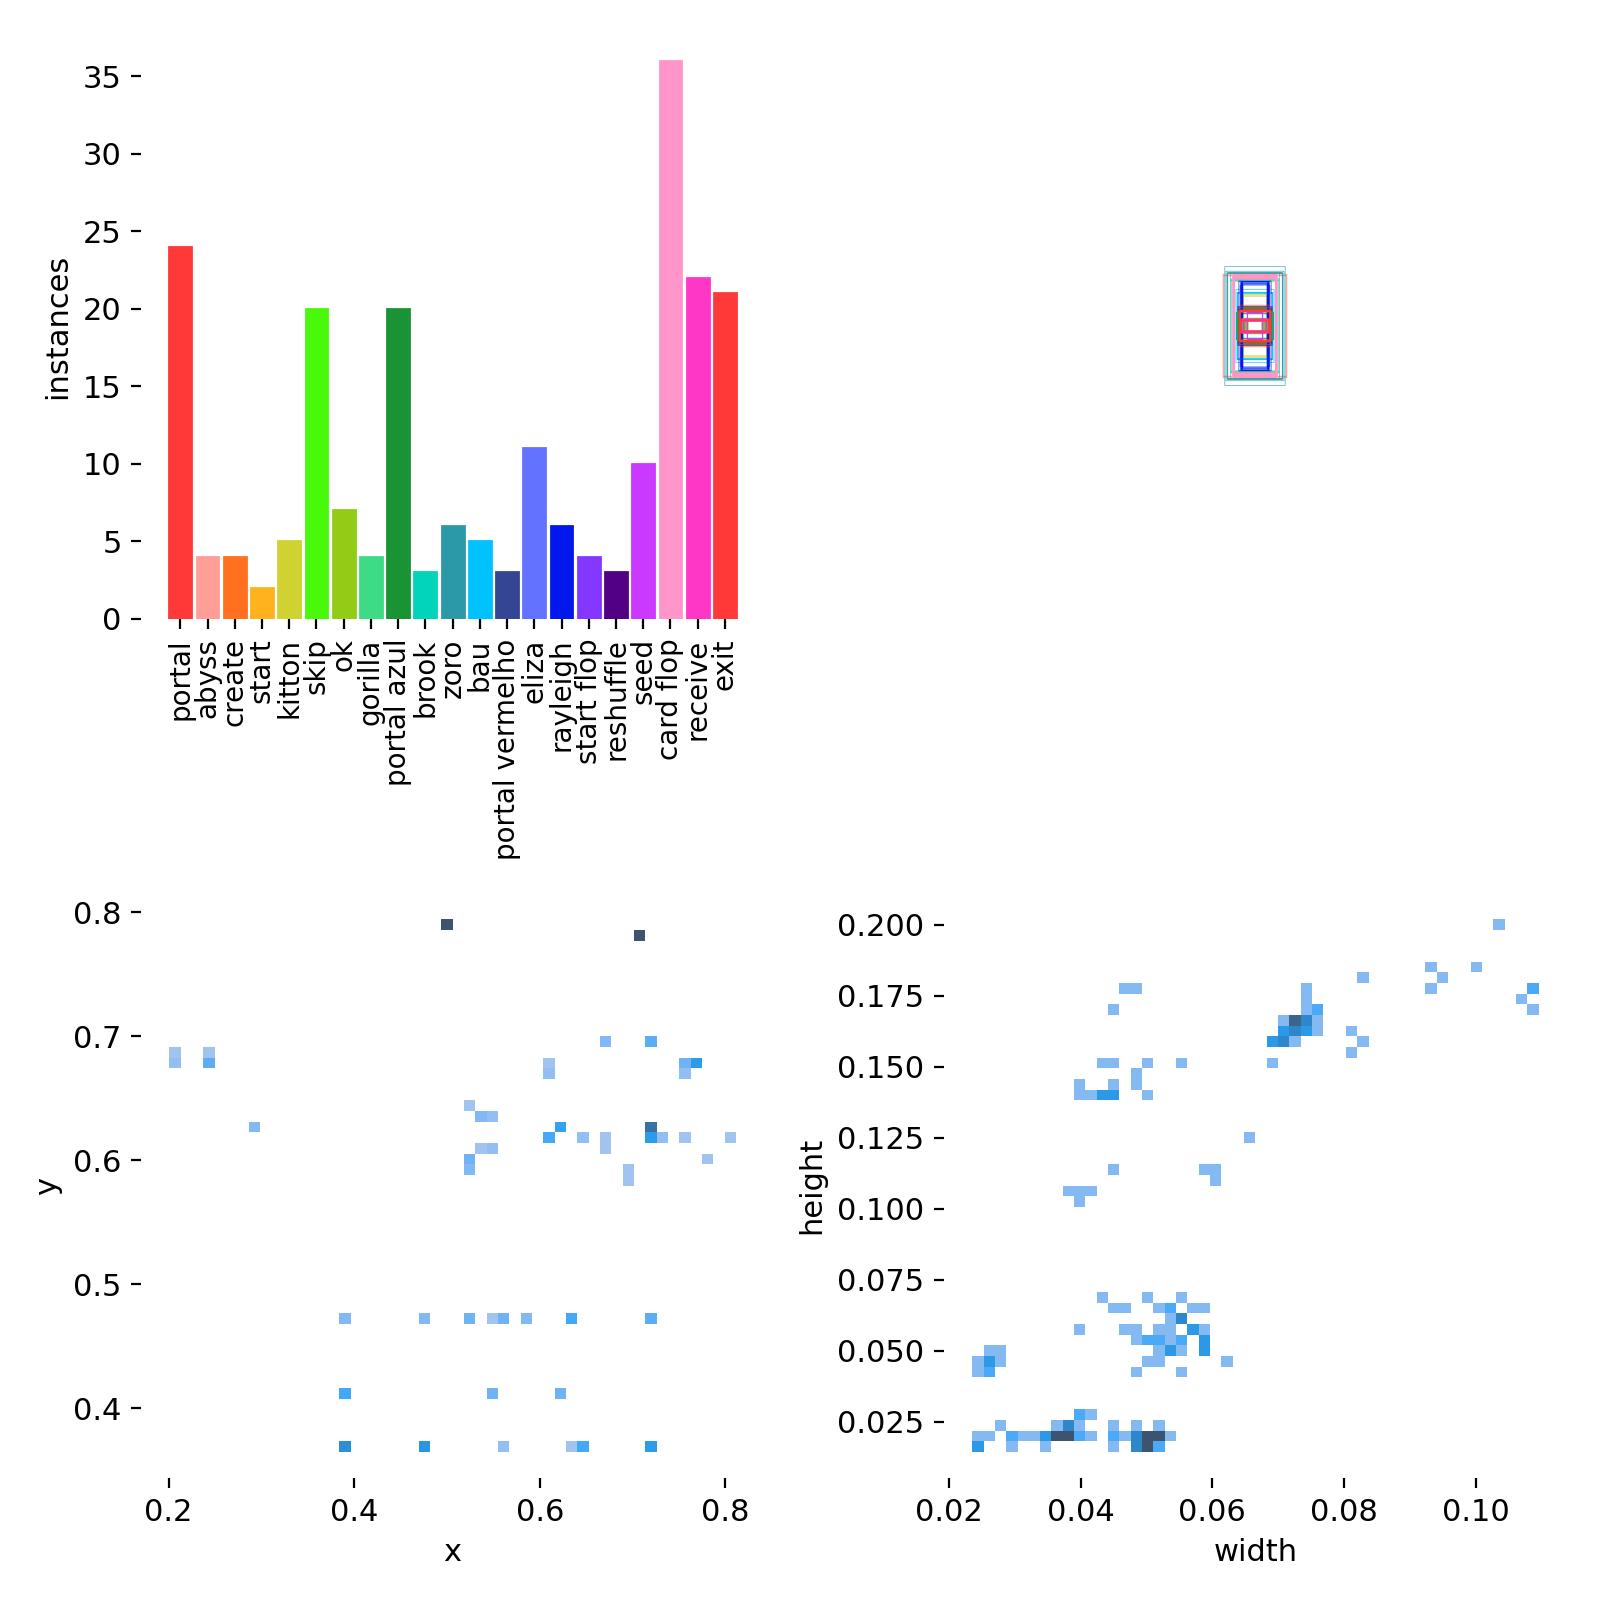 35
30
25
20
15
10
5
0
instances
portal
abyss
create
start
kitton
skip
ok
gorilla
portal azul
brook
zoro
bau
portal vermelho
eliza
rayleigh
start flop
reshuffle
seed
card flop
receive
exit
0.8
0.7
0.6
0.5
0.4
y
0.2 0.4 0.6 0.8
x
0.200
0.175
0.150
0.125
0.100
0.075
0.050
0.025
height
0.02 0.04 0.06 0.08 0.10
width